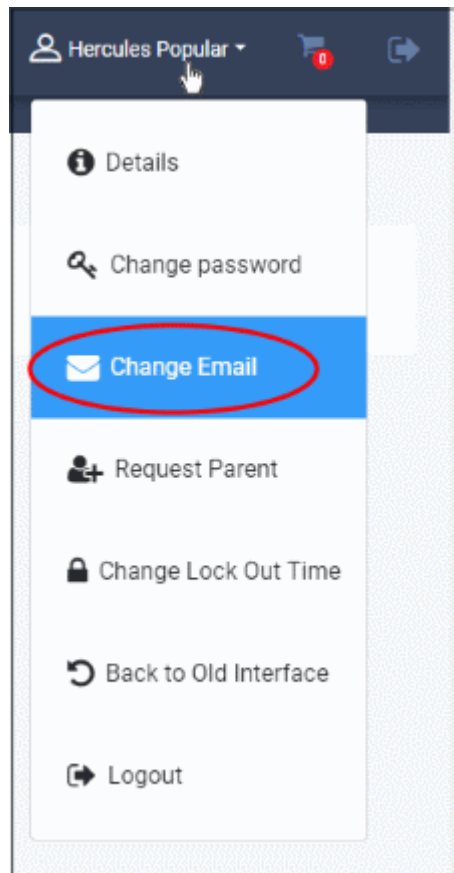 Hercules Popular
0
Details
Change password
Change Email
Request Parent
Change Lock Out Time
Back to Old Interface
Logout